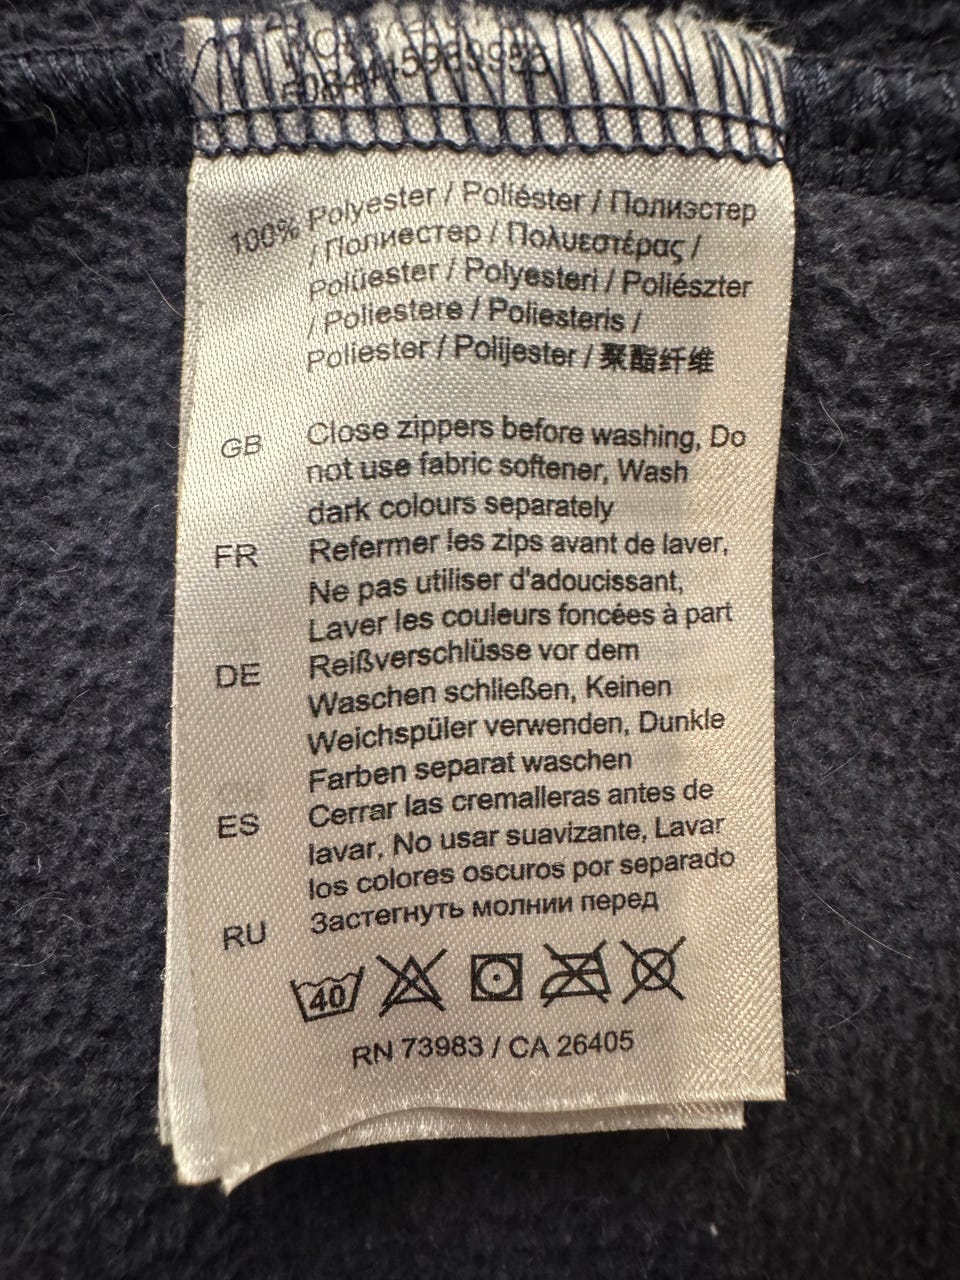 100% Polyester / Poliéster / Полиэстер
/ Полиестер / Πολυεστέρας /
Polüester / Polyesteri / Poliészter
/ Poliestere / Poliesteris /
Poliester / Polijester / 聚酯纤维
GB Close zippers before washing, Do
not use fabric softener, Wash
dark colours separately
FR Refermer les zips avant de laver,
Ne pas utiliser d'adoucissant,
Laver les couleurs foncées à part
DE Reißverschlüsse vor dem
Waschen schließen, Keinen
Weichspüler verwenden, Dunkle
Farben separat waschen
ES Cerrar las cremalleras antes de
lavar, No usar suavizante, Lavar
los colores oscuros por separado
RU Застегнуть молнии перед
40
RN 73983 / CA 26405